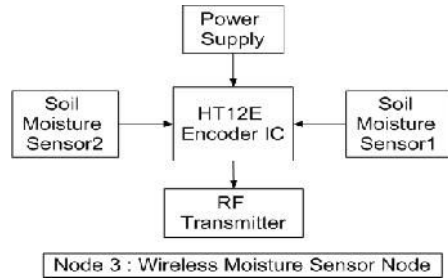 Power
Supply
Soil
Moisture
Sensor2
HT12E
Encoder IC
Soil
Moisture
Sensor1
RF
Transmitter
Node 3 : Wireless Moisture Sensor Node